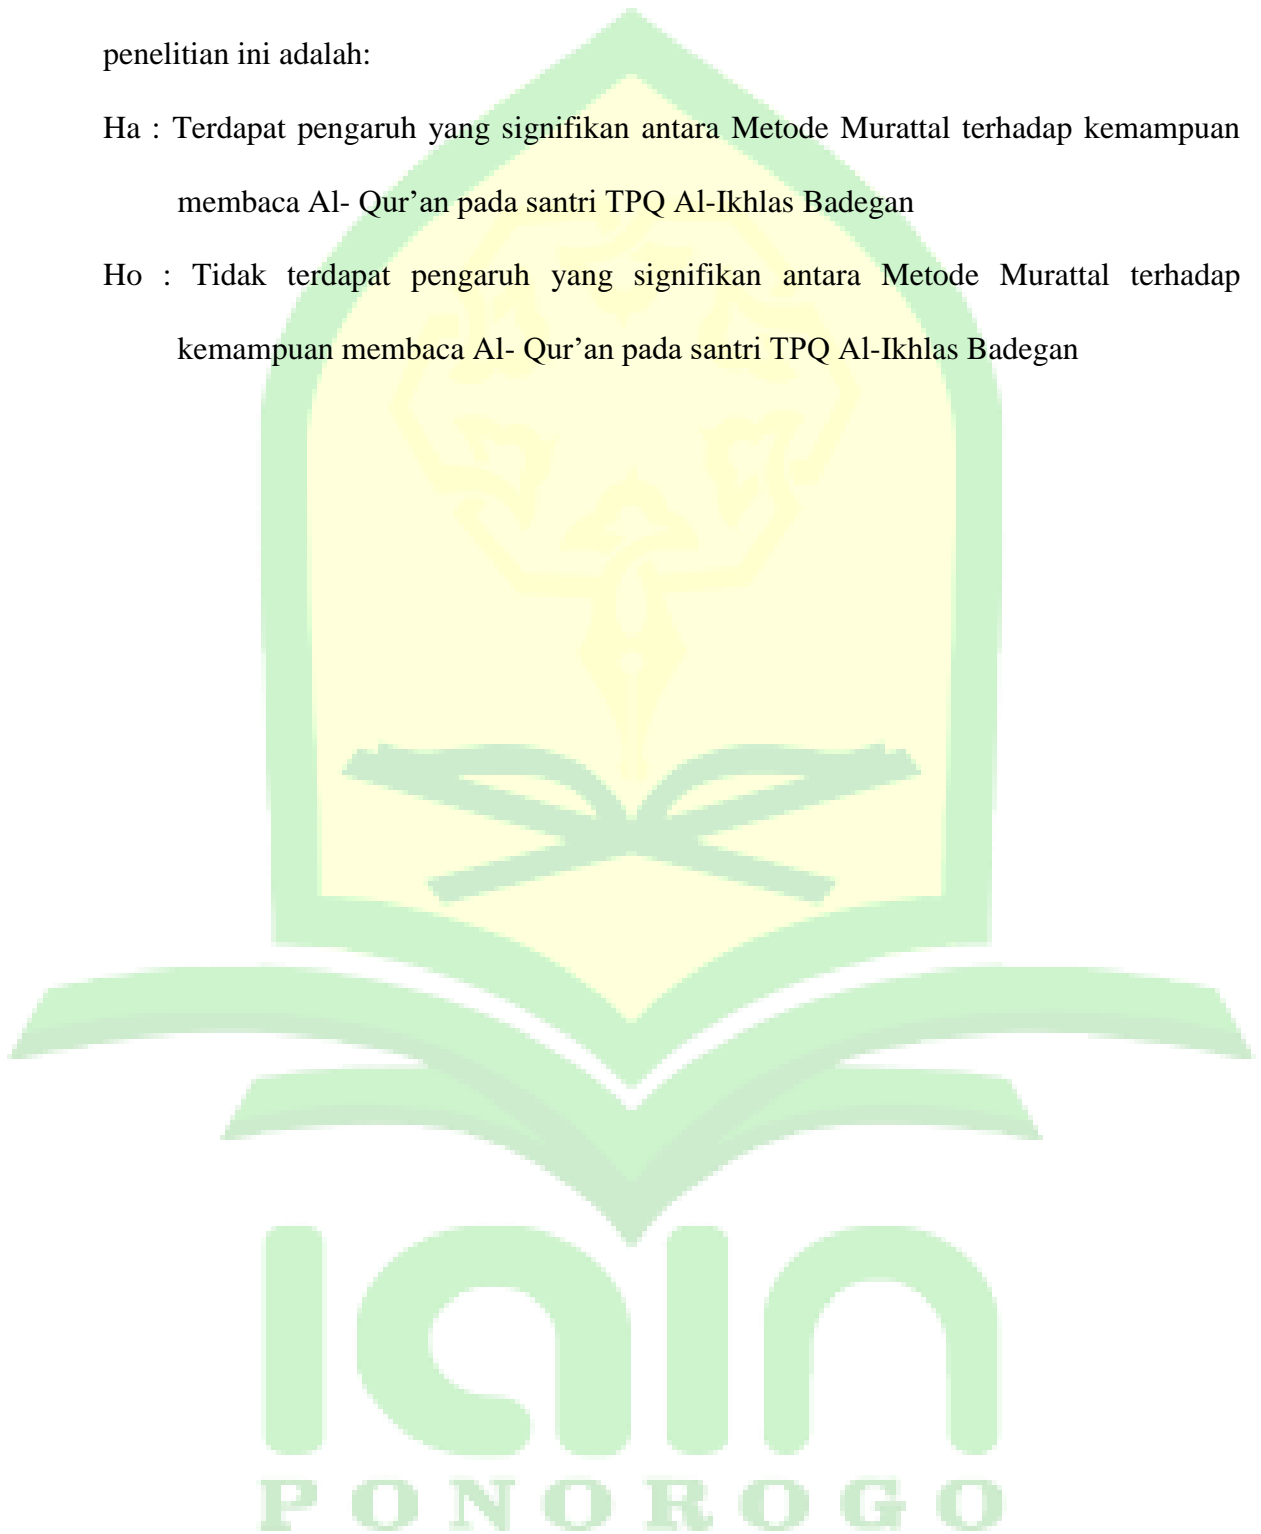 penelitian ini adalah:
Ha : Terdapat pengaruh yang signifikan antara Metode Murattal terhadap kemampuan
membaca Al- Qur’an pada santri TPQ Al-Ikhlas Badegan
Ho : Tidak terdapat pengaruh yang signifikan antara Metode Murattal terhadap
kemampuan membaca Al- Qur’an pada santri TPQ Al-Ikhlas Badegan
iain
PONOROGO